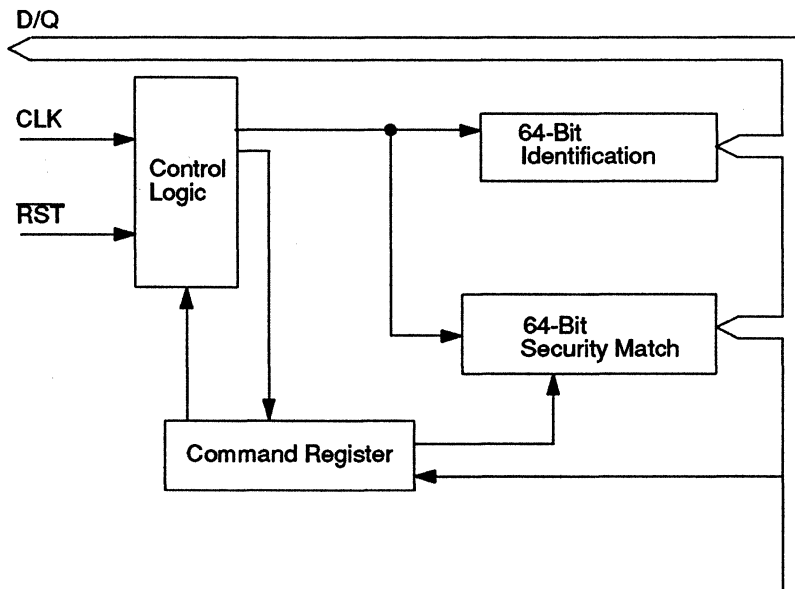 D/Q
CLK
RST
Control
Logic
64-Bit
Identification
64-Bit
Security Match
Command Register